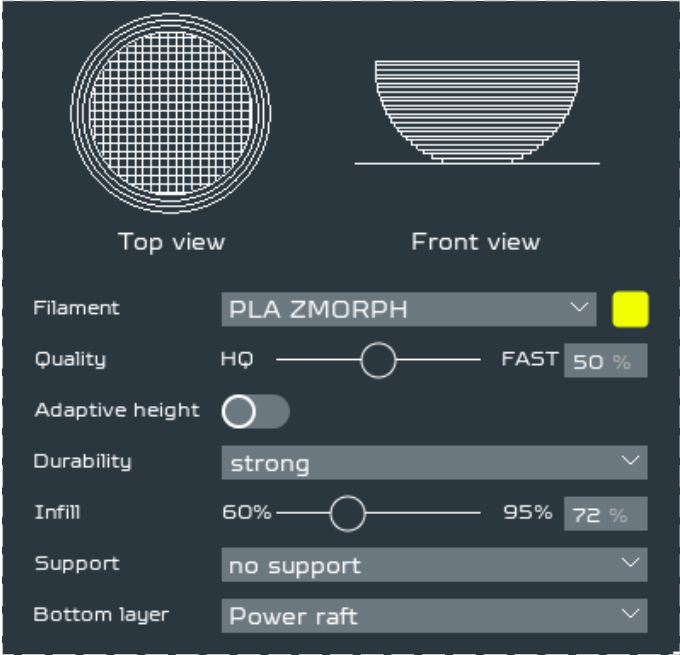 Top view Front view
Filament PLA ZMORPH
Quality HQ FAST 50 %
Adaptive height
Durability strong
Infill 60% 95% 72 %
Support no support
Bottom layer Power raft